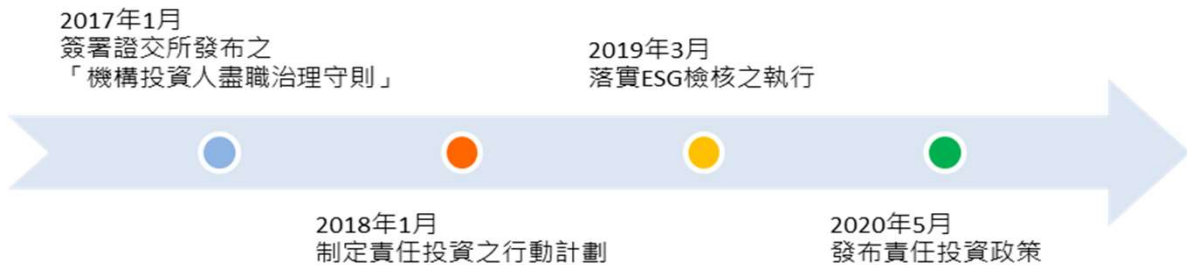 2017年1月
簽署證交所發布之
「機構投資人盡職治理守則」
2018年1月
制定責任投資之行動計劃
2019年3月
落實ESG檢核之執行
2020年5月
發布責任投資政策